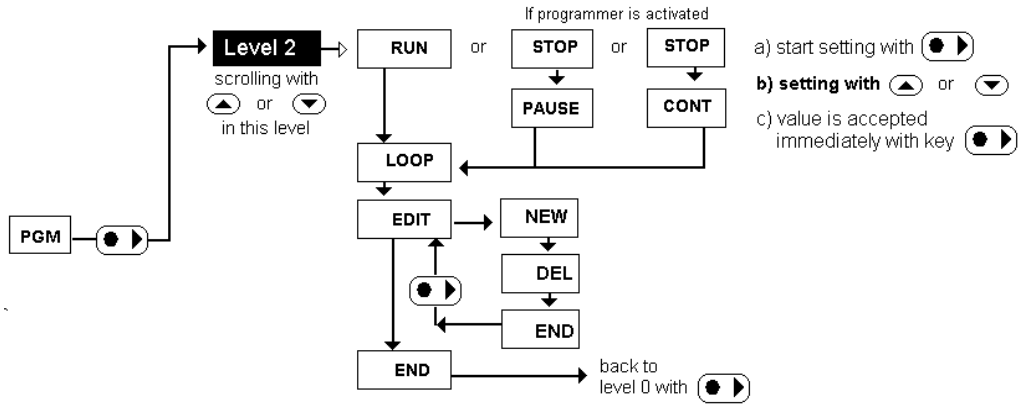 If programmer is activated
Level 2
RUN
or
STOP
or
STOP
a) start setting with
scrolling with
or
in this level
PAUSE
CONT
b) setting with
or
c) value is accepted
immediately with key
LOOP
PGM
EDIT
NEW
DEL
END
END
back to
level 0 with